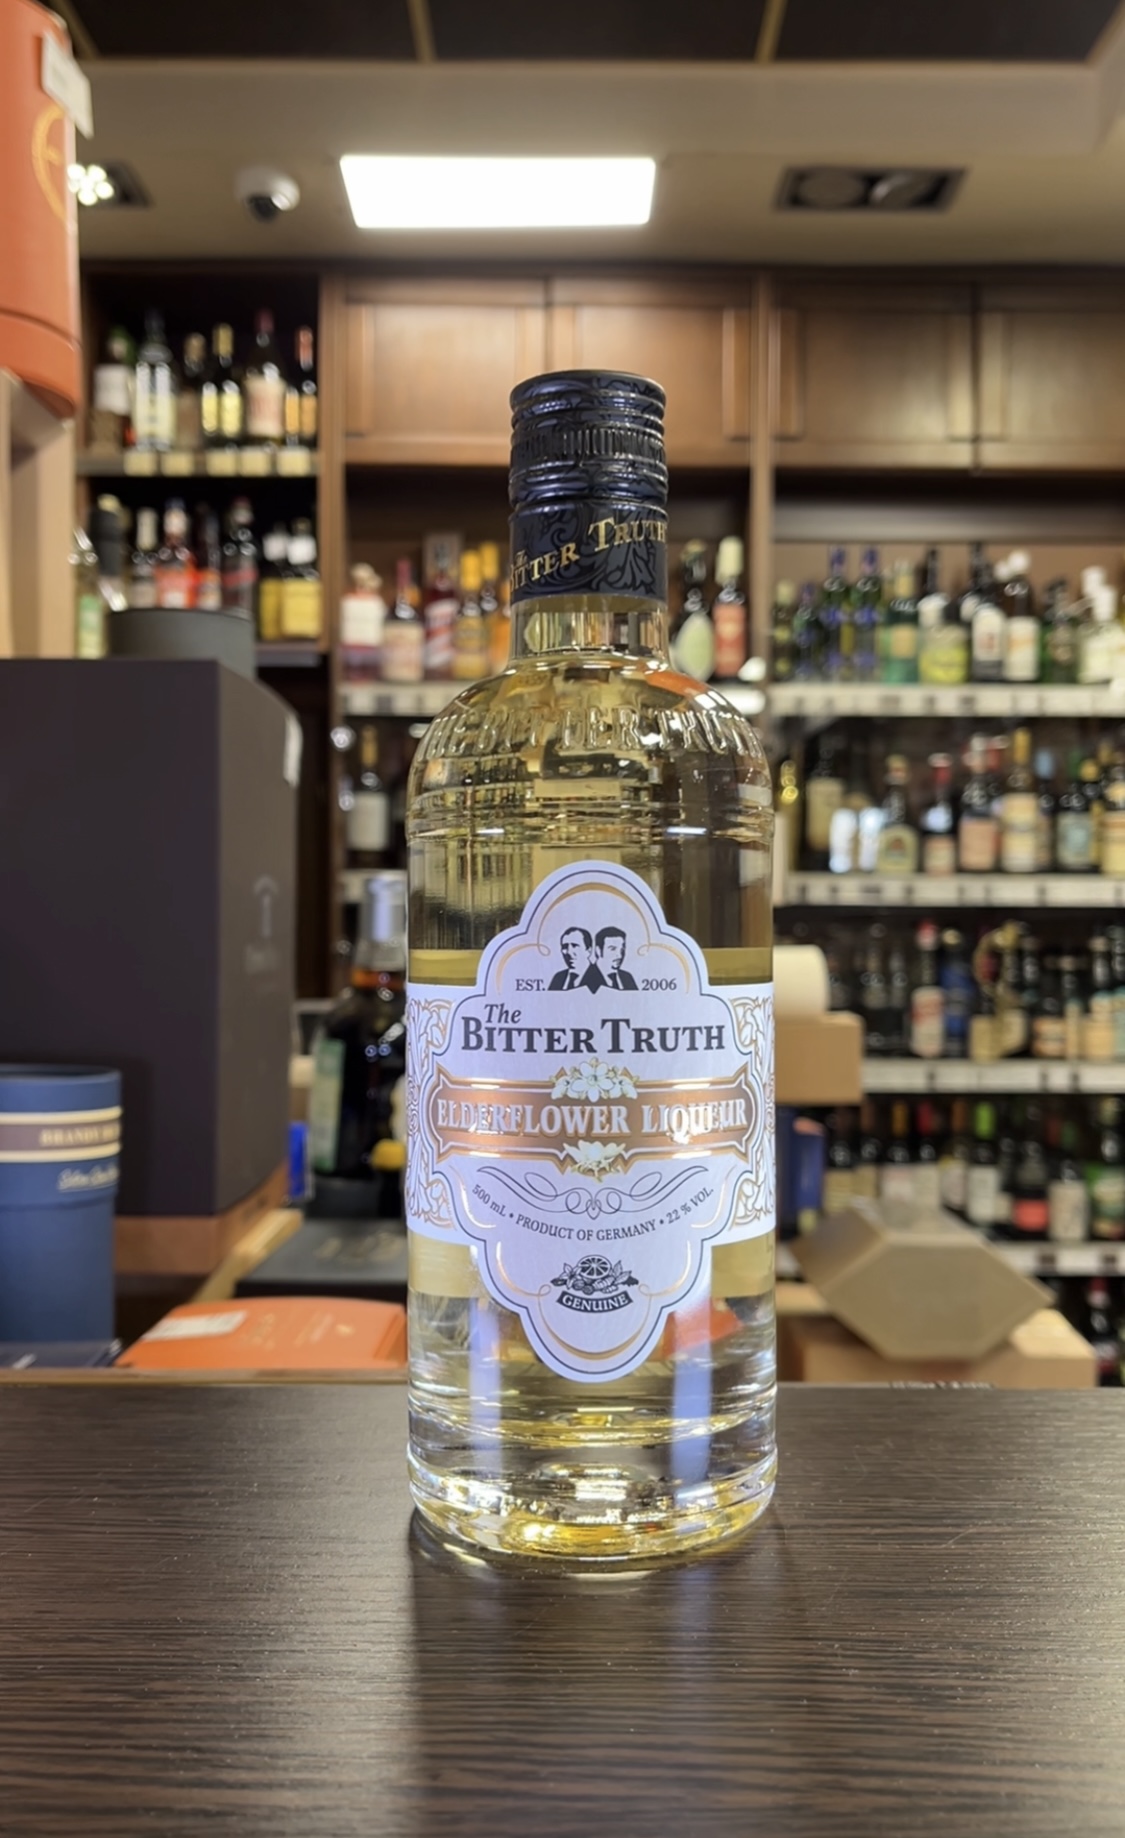 The
BITTER TRUTH
THE BITTER TRUTH
EST. 2006
The
BITTER TRUTH
ELDERFLOWER LIQUEUR
500 mL • PRODUCT OF GERMANY • 22 % VOL.
GENUINE